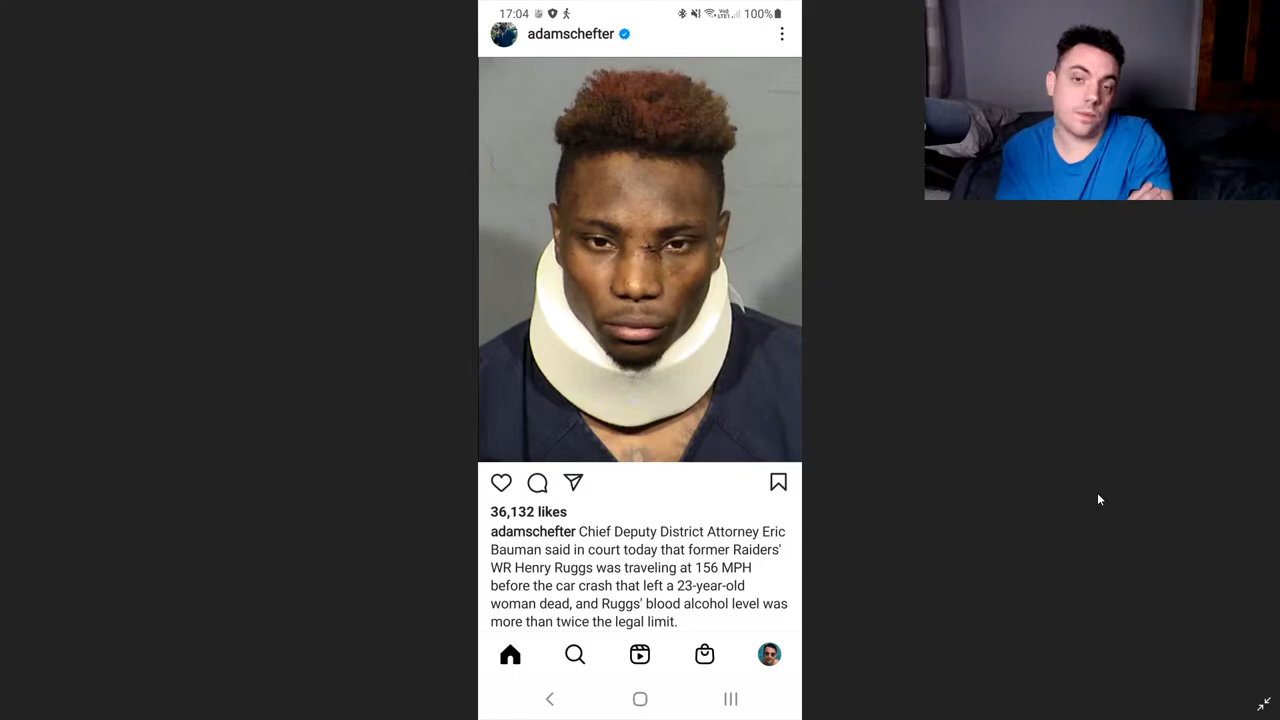 17:04
100%
adamschefter
36,132 likes
adamschefter Chief Deputy District Attorney Eric
Bauman said in court today that former Raiders'
WR Henry Ruggs was traveling at 156 MPH
before the car crash that left a 23-year-old
woman dead, and Ruggs' blood alcohol level was
more than twice the legal limit.